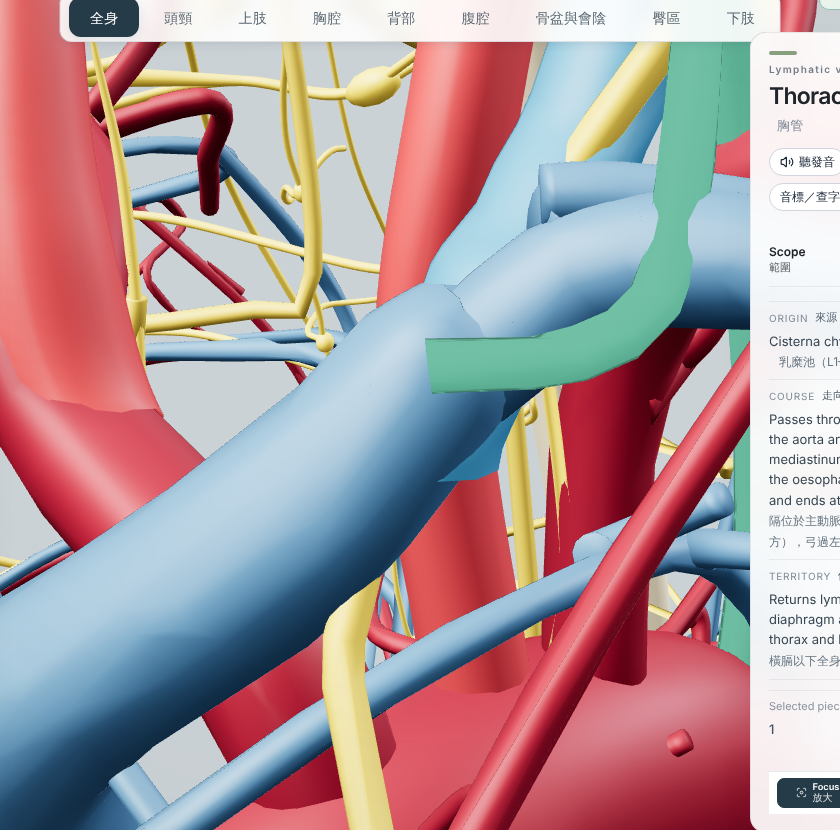 全身 頭頸 上肢 胸腔 背部 腹腔 骨盆與會陰 臀區 下肢
Lymphatic
Thorac
胸管
聽發音
音標／查字
Scope
範圍
ORIGIN 來源
Cisterna ch
乳糜池（L1
COURSE 走向
Passes thro
the aorta an
mediastinum
the oesopha
and ends at
隔位於主動脈
方），弓過左
TERRITORY
Returns lym
diaphragm a
thorax and
橫膈以下全身
Selected piec
1
Focus
放大